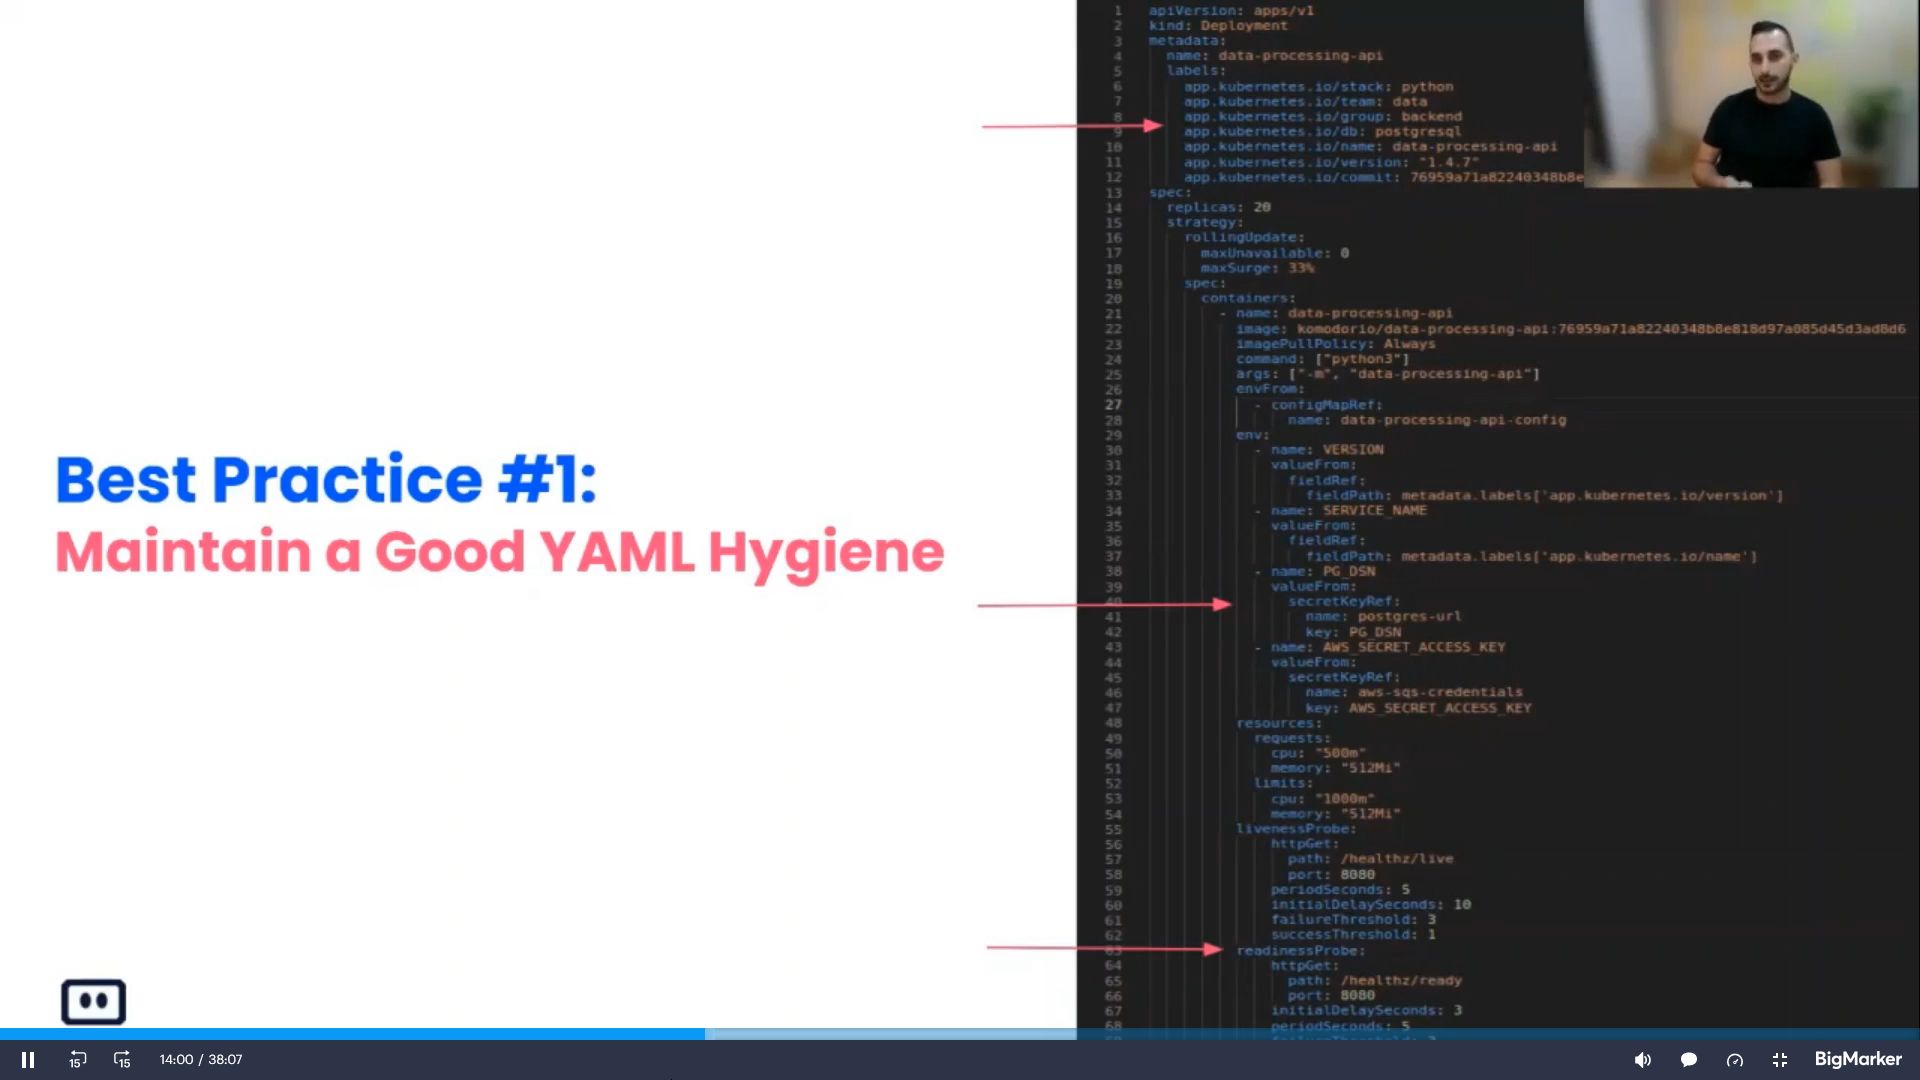 Best Practice #1:
Maintain a Good YAML Hygiene
1 apiVersion: apps/v1
2 kind: Deployment
3 metadata:
4 name: data-processing-api
5 labels:
6 app.kubernetes.io/stack: python
7 app.kubernetes.io/team: data
8 app.kubernetes.io/group: backend
9 app.kubernetes.io/db: postgresql
10 app.kubernetes.io/name: data-processing-api
11 app.kubernetes.io/version: "1.4.7"
12 app.kubernetes.io/commit: 76959a71a82240348b8e
13 spec:
14 replicas: 20
15 strategy:
16 rollingUpdate:
17 maxUnavailable: 0
18 maxSurge: 33%
19 spec:
20 containers:
21 - name: data-processing-api
22 image: komodorio/data-processing-api:76959a71a82240348b8e818d97a085d45d3ad8d6
23 imagePullPolicy: Always
24 command: ["python3"]
25 args: ["-m", "data-processing-api"]
26 envFrom:
27 - configMapRef:
28 name: data-processing-api-config
29 env:
30 - name: VERSION
31 valueFrom:
32 fieldRef:
33 fieldPath: metadata.labels['app.kubernetes.io/version']
34 - name: SERVICE_NAME
35 valueFrom:
36 fieldRef:
37 fieldPath: metadata.labels['app.kubernetes.io/name']
38 - name: PG_DSN
39 valueFrom:
40 secretKeyRef:
41 name: postgres-url
42 key: PG_DSN
43 - name: AWS_SECRET_ACCESS_KEY
44 valueFrom:
45 secretKeyRef:
46 name: aws-sqs-credentials
47 key: AWS_SECRET_ACCESS_KEY
48 resources:
49 requests:
50 cpu: "500m"
51 memory: "512Mi"
52 limits:
53 cpu: "1000m"
54 memory: "512Mi"
55 livenessProbe:
56 httpGet:
57 path: /healthz/live
58 port: 8080
59 periodSeconds: 5
60 initialDelaySeconds: 10
61 failureThreshold: 3
62 successThreshold: 1
63 readinessProbe:
64 httpGet:
65 path: /healthz/ready
66 port: 8080
67 initialDelaySeconds: 3
68 periodSeconds: 5
15
15
14:00 / 38:07
BigMarker